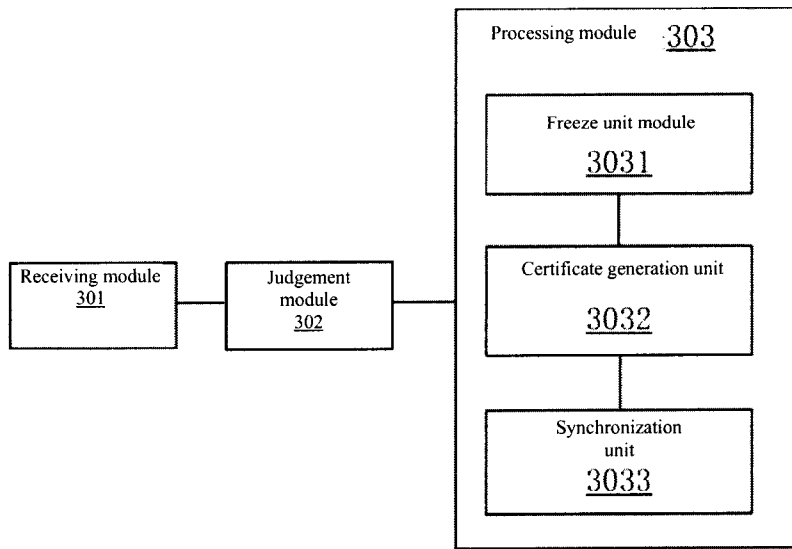 Processing module 303
Freeze unit module
3031
Certificate generation unit
3032
Synchronization
unit
3033
Receiving module
301
Judgement
module
302